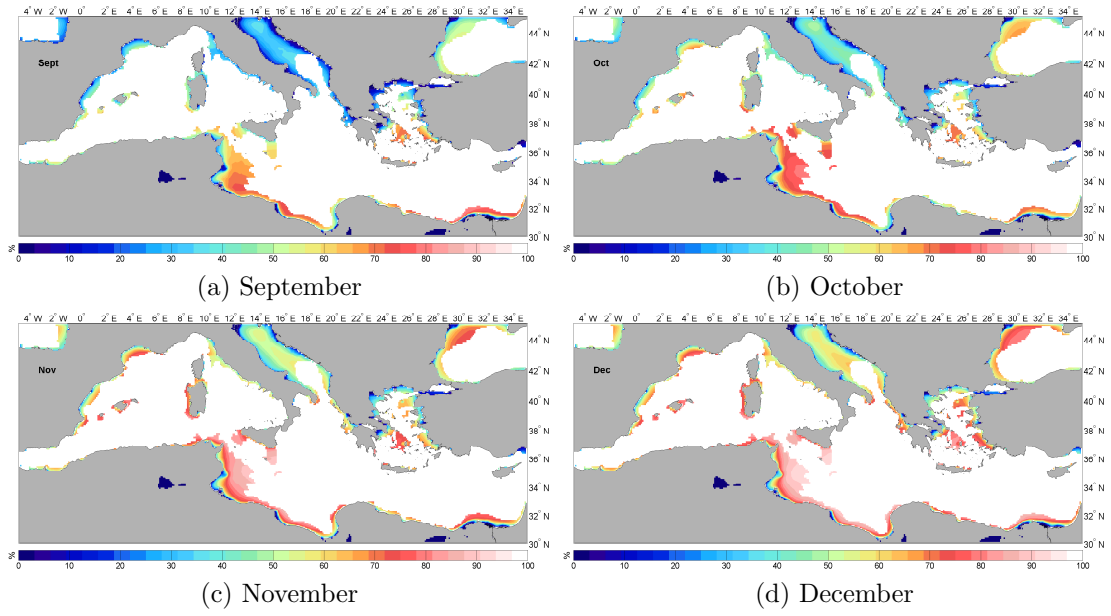 4° W 2° W 0° 2° E 4° E 6° E 8° E 10° E 12° E 14° E 16° E 18° E 20° E 22° E 24° E 26° E 28° E 30° E 32° E 34° E
4° W 2° W 0° 2° E 4° E 6° E 8° E 10° E 12° E 14° E 16° E 18° E 20° E 22° E 24° E 26° E 28° E 30° E 32° E 34° E
44° N 42° N 40° N 38° N 36° N 34° N 32° N 30° N
44° N 42° N 40° N 38° N 36° N 34° N 32° N 30° N
Sept
Oct
% 0 10 20 30 40 50 60 70 80 90 100
% 0 10 20 30 40 50 60 70 80 90 100
(a) September
(b) October
4° W 2° W 0° 2° E 4° E 6° E 8° E 10° E 12° E 14° E 16° E 18° E 20° E 22° E 24° E 26° E 28° E 30° E 32° E 34° E
4° W 2° W 0° 2° E 4° E 6° E 8° E 10° E 12° E 14° E 16° E 18° E 20° E 22° E 24° E 26° E 28° E 30° E 32° E 34° E
44° N 42° N 40° N 38° N 36° N 34° N 32° N 30° N
44° N 42° N 40° N 38° N 36° N 34° N 32° N 30° N
Nov
Dec
% 0 10 20 30 40 50 60 70 80 90 100
% 0 10 20 30 40 50 60 70 80 90 100
(c) November
(d) December